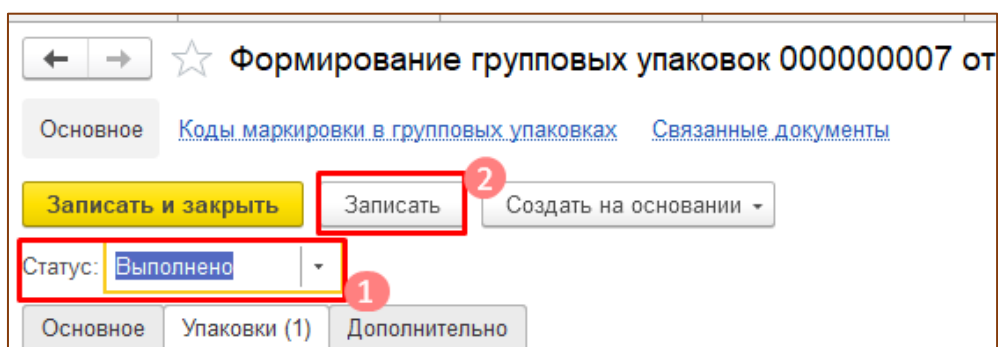 Формирование групповых упаковок 000000007 от
Основное Коды маркировки в групповых упаковках Связанные документы
2
Записать и закрыть Записать Создать на основании
Статус: Выполнено
1
Основное Упаковки (1) Дополнительно